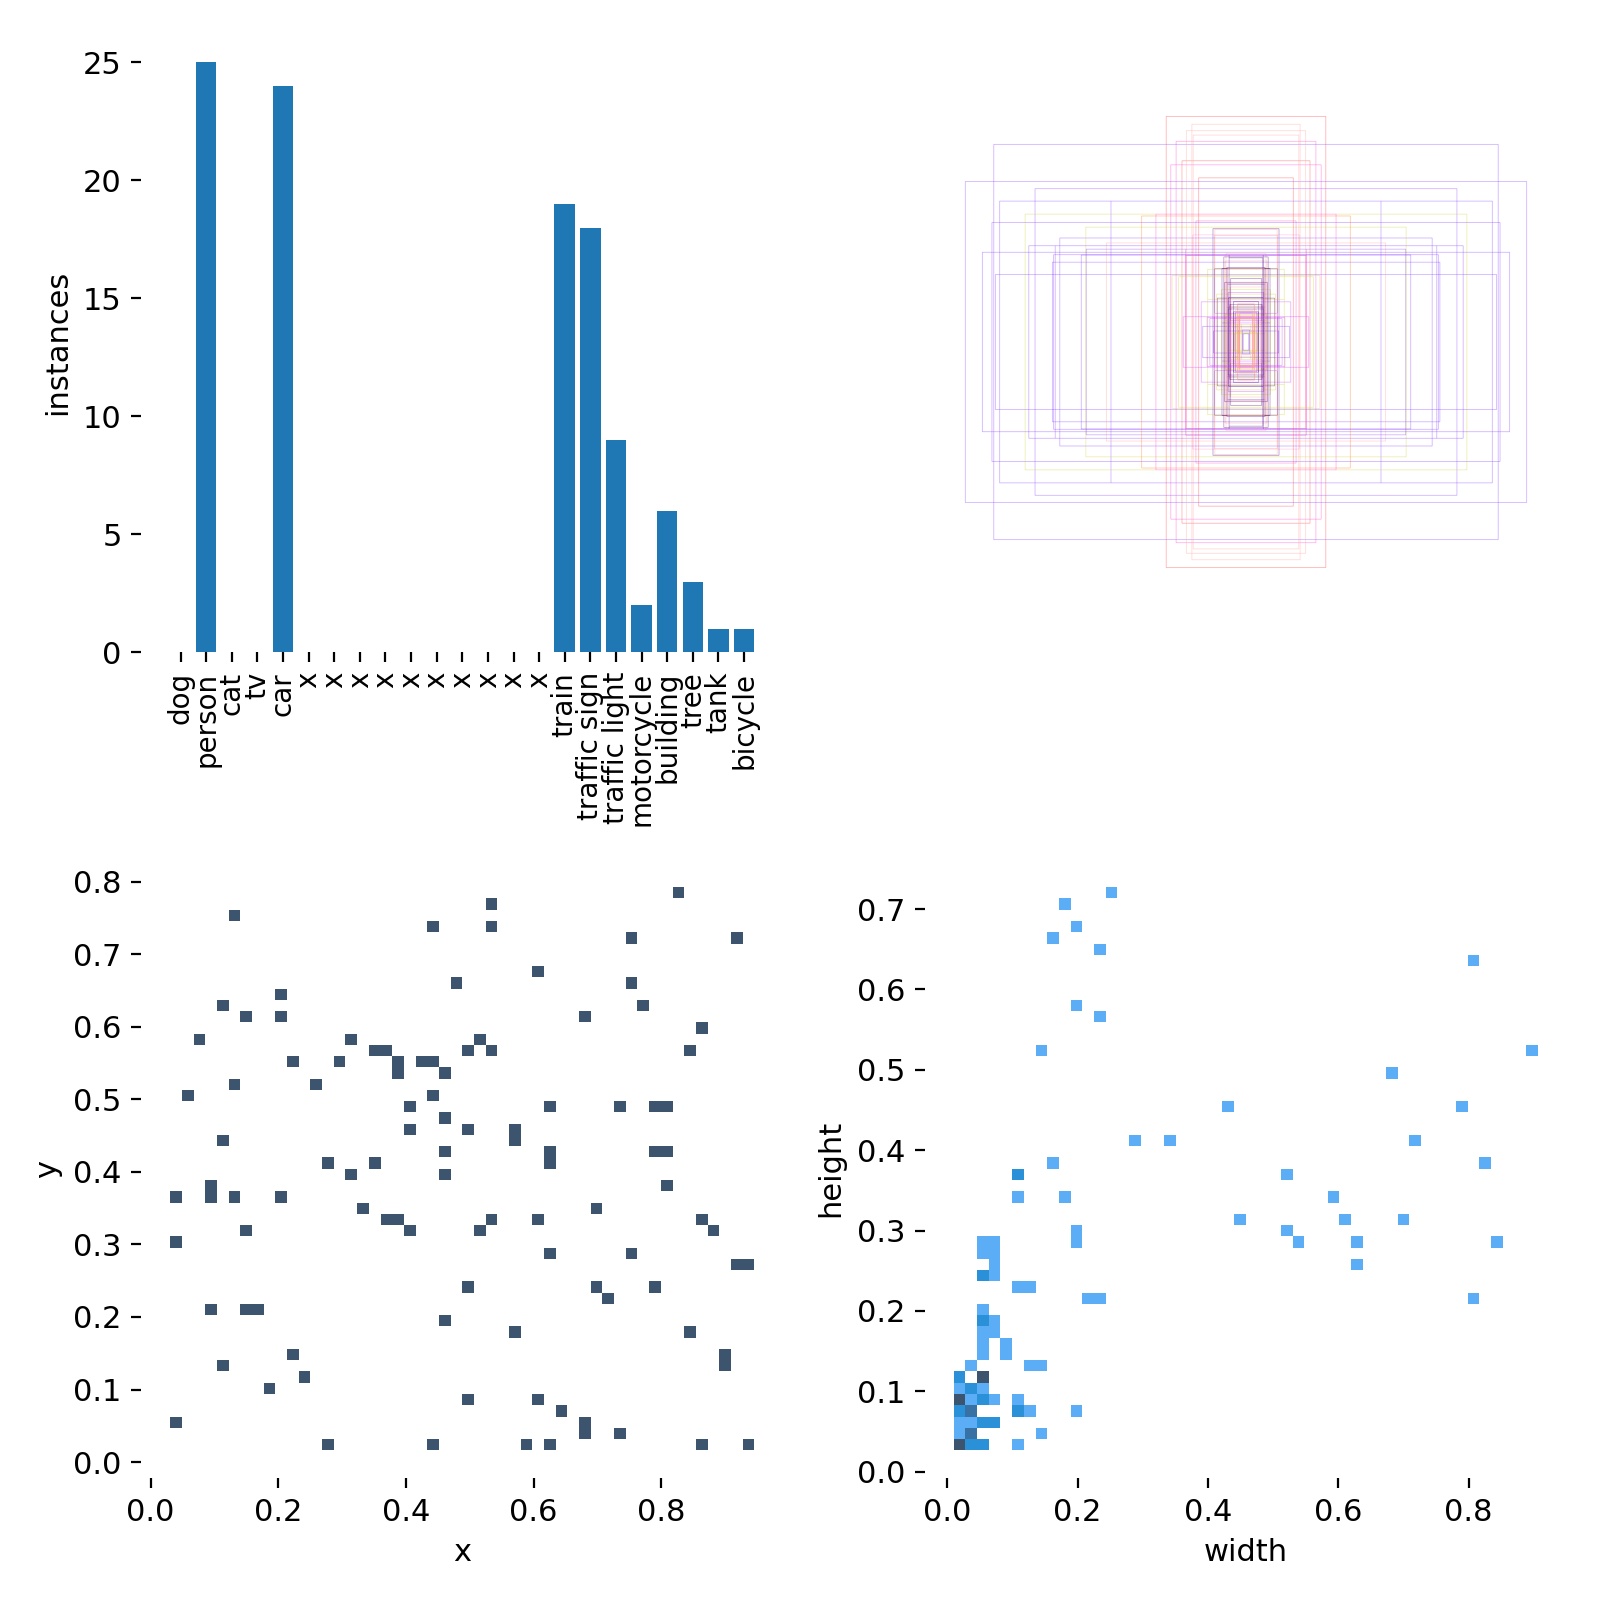 25
20
15
10
5
0
instances
dog
person
cat
tv
car
x
x
x
x
x
x
x
x
x
x
train
traffic sign
traffic light
motorcycle
building
tree
tank
bicycle
0.8
0.7
0.6
0.5
0.4
0.3
0.2
0.1
0.0
y
0.0 0.2 0.4 0.6 0.8
x
0.7
0.6
0.5
0.4
0.3
0.2
0.1
0.0
height
0.0 0.2 0.4 0.6 0.8
width